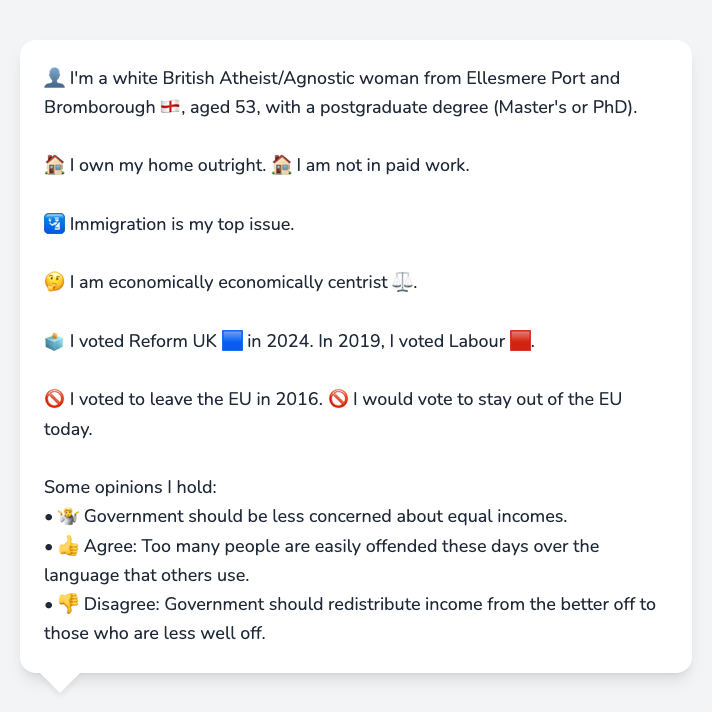 👤 I'm a white British Atheist/Agnostic woman from Ellesmere Port and
Bromborough 🏴󠁧󠁢󠁥󠁮󠁧󠁿, aged 53, with a postgraduate degree (Master's or PhD).
🏠 I own my home outright. 🏠 I am not in paid work.
🛂 Immigration is my top issue.
🤔 I am economically economically centrist ⚖️.
🗳️ I voted Reform UK 🟦 in 2024. In 2019, I voted Labour 🟥.
🚫 I voted to leave the EU in 2016. 🚫 I would vote to stay out of the EU
today.
Some opinions I hold:
• 🤷 Government should be less concerned about equal incomes.
• 👍 Agree: Too many people are easily offended these days over the
language that others use.
• 👎 Disagree: Government should redistribute income from the better off to
those who are less well off.